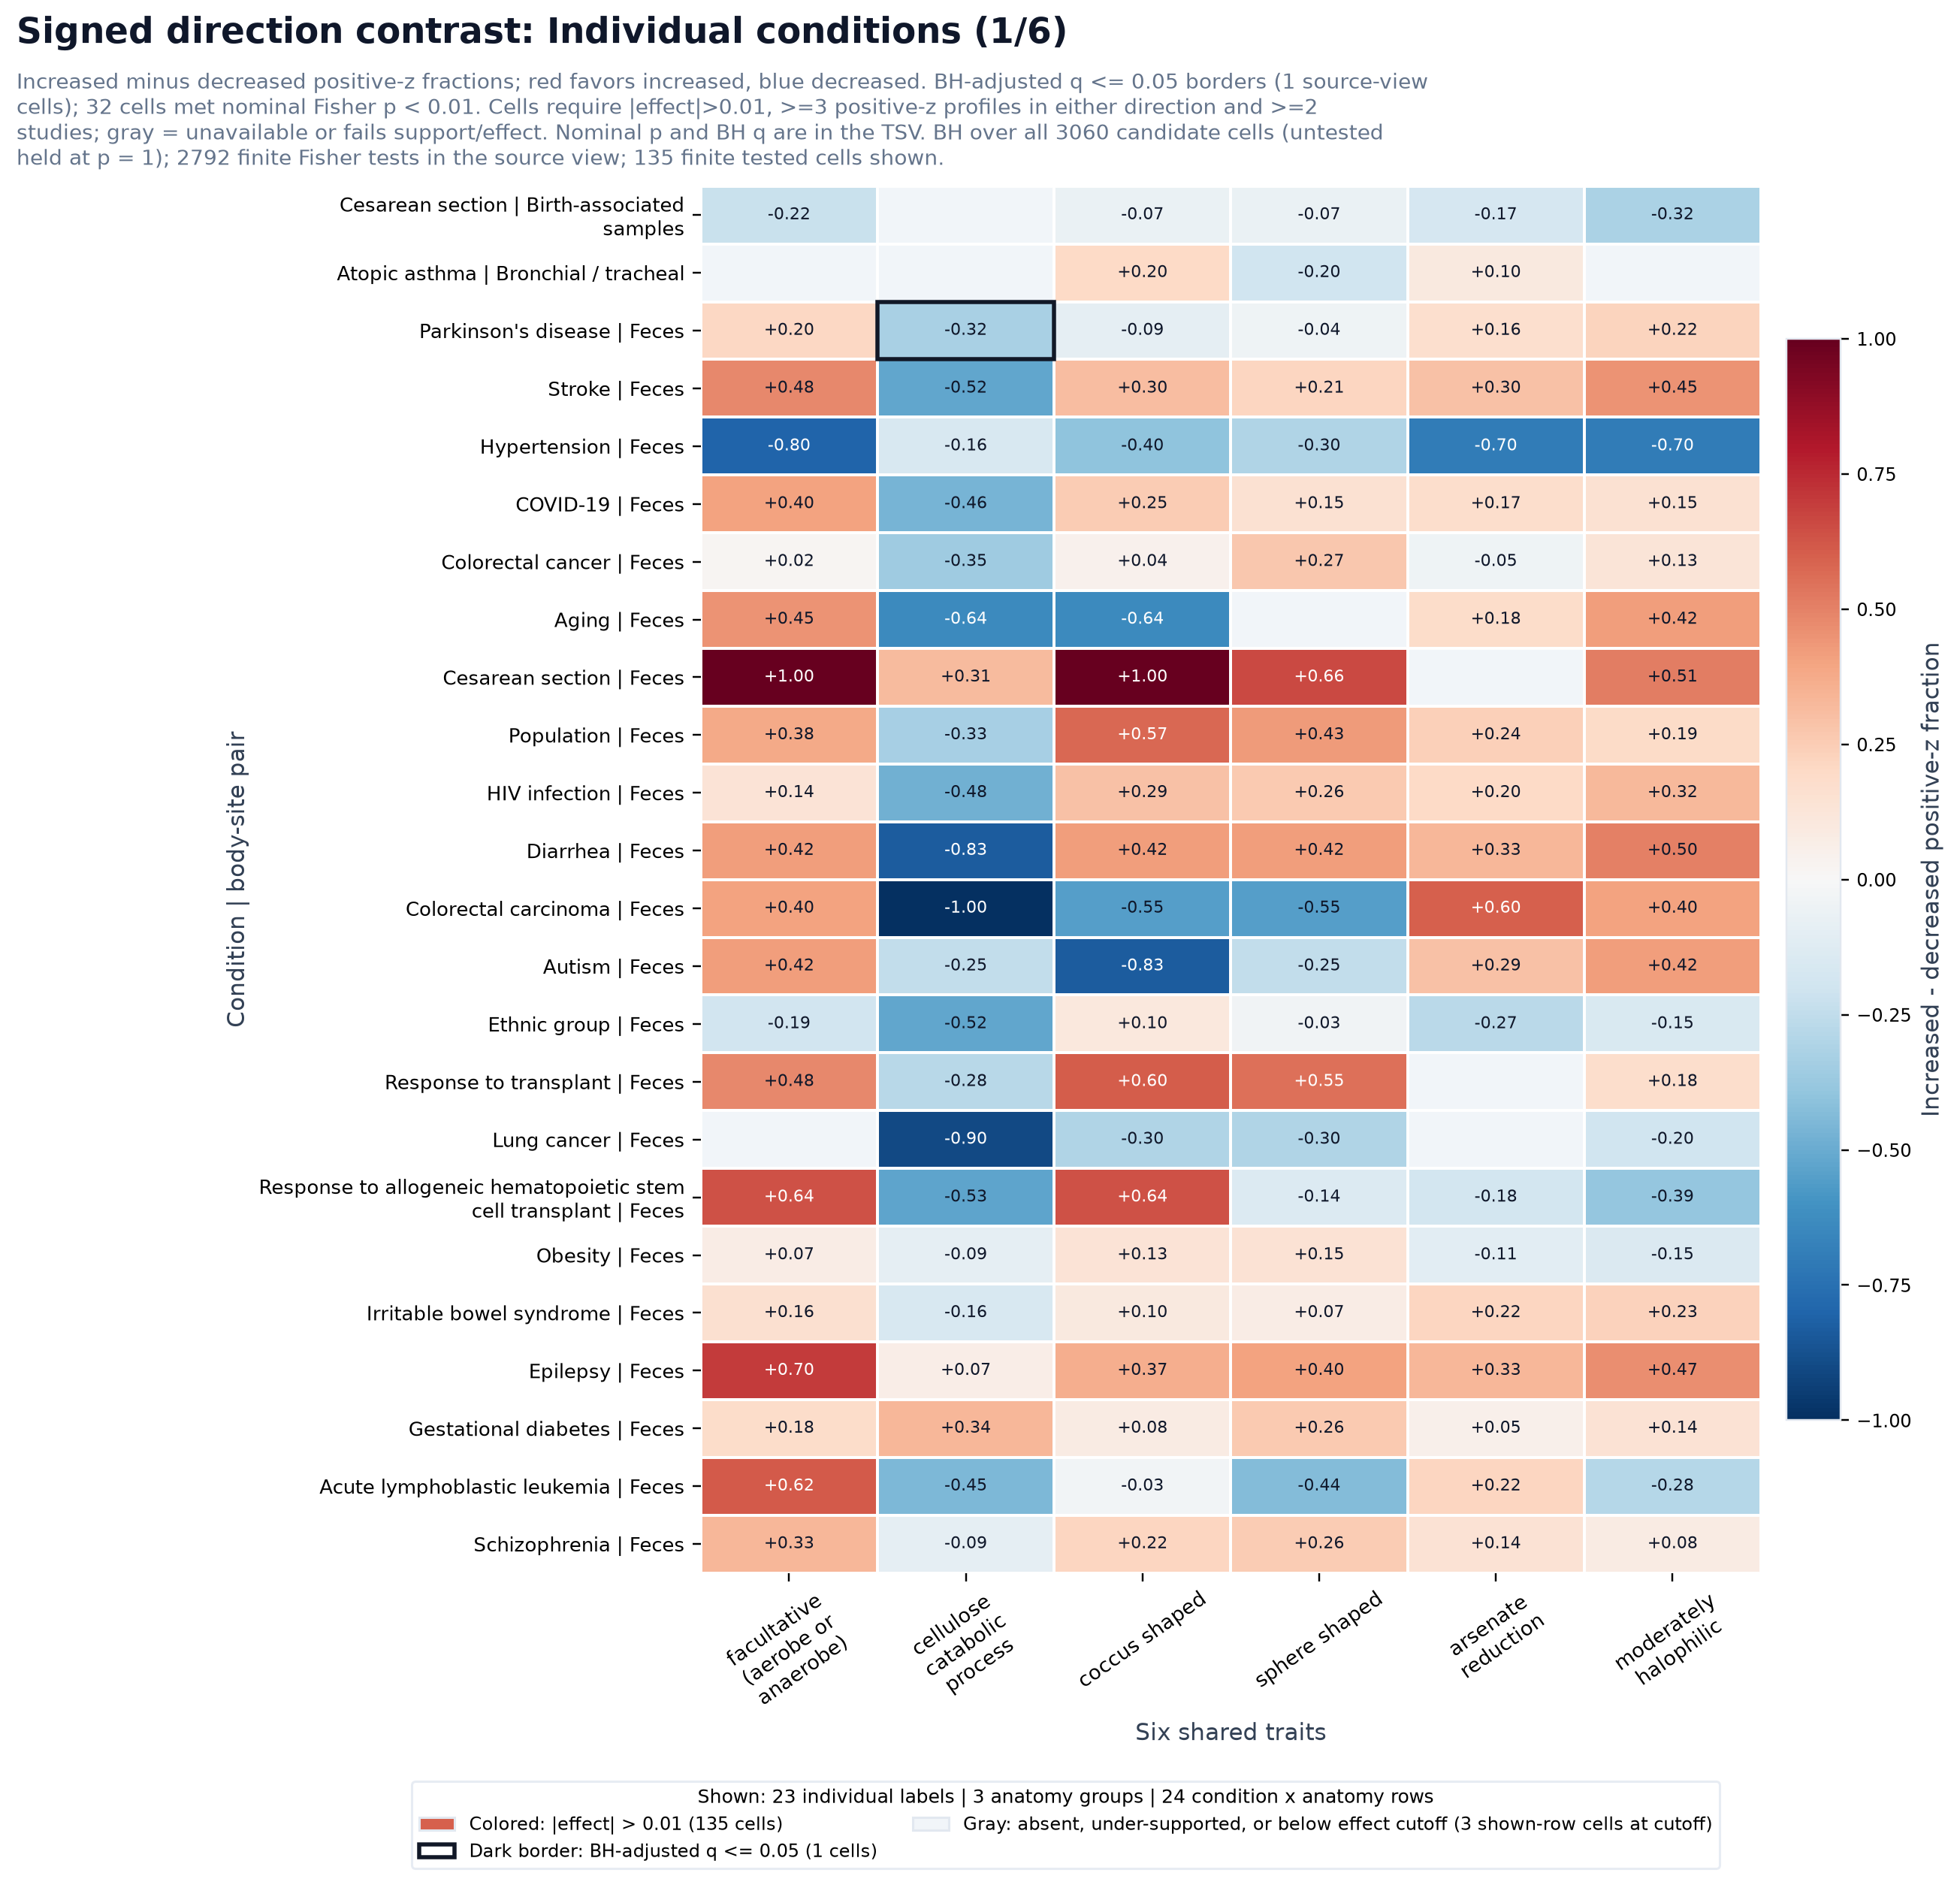 Signed direction contrast: Individual conditions (1/6)
Increased minus decreased positive-z fractions; red favors increased, blue decreased. BH-adjusted q <= 0.05 borders (1 source-view
cells); 32 cells met nominal Fisher p < 0.01. Cells require |effect|>0.01, >=3 positive-z profiles in either direction and >=2
studies; gray = unavailable or fails support/effect. Nominal p and BH q are in the TSV. BH over all 3060 candidate cells (untested
held at p = 1); 2792 finite Fisher tests in the source view; 135 finite tested cells shown.
Condition | body-site pair
Cesarean section | Birth-associated
samples
-0.22 -0.07 -0.07 -0.17 -0.32
Atopic asthma | Bronchial / tracheal
+0.20 -0.20 +0.10
Parkinson's disease | Feces
+0.20 -0.32 -0.09 -0.04 +0.16 +0.22
Stroke | Feces
+0.48 -0.52 +0.30 +0.21 +0.30 +0.45
Hypertension | Feces
-0.80 -0.16 -0.40 -0.30 -0.70 -0.70
COVID-19 | Feces
+0.40 -0.46 +0.25 +0.15 +0.17 +0.15
Colorectal cancer | Feces
+0.02 -0.35 +0.04 +0.27 -0.05 +0.13
Aging | Feces
+0.45 -0.64 -0.64 +0.18 +0.42
Cesarean section | Feces
+1.00 +0.31 +1.00 +0.66 +0.51
Population | Feces
+0.38 -0.33 +0.57 +0.43 +0.24 +0.19
HIV infection | Feces
+0.14 -0.48 +0.29 +0.26 +0.20 +0.32
Diarrhea | Feces
+0.42 -0.83 +0.42 +0.42 +0.33 +0.50
Colorectal carcinoma | Feces
+0.40 -1.00 -0.55 -0.55 +0.60 +0.40
Autism | Feces
+0.42 -0.25 -0.83 -0.25 +0.29 +0.42
Ethnic group | Feces
-0.19 -0.52 +0.10 -0.03 -0.27 -0.15
Response to transplant | Feces
+0.48 -0.28 +0.60 +0.55 +0.18
Lung cancer | Feces
-0.90 -0.30 -0.30 -0.20
Response to allogeneic hematopoietic stem
cell transplant | Feces
+0.64 -0.53 +0.64 -0.14 -0.18 -0.39
Obesity | Feces
+0.07 -0.09 +0.13 +0.15 -0.11 -0.15
Irritable bowel syndrome | Feces
+0.16 -0.16 +0.10 +0.07 +0.22 +0.23
Epilepsy | Feces
+0.70 +0.07 +0.37 +0.40 +0.33 +0.47
Gestational diabetes | Feces
+0.18 +0.34 +0.08 +0.26 +0.05 +0.14
Acute lymphoblastic leukemia | Feces
+0.62 -0.45 -0.03 -0.44 +0.22 -0.28
Schizophrenia | Feces
+0.33 -0.09 +0.22 +0.26 +0.14 +0.08
facultative
(aerobe or
anaerobe)
cellulose
catabolic
process
coccus shaped
sphere shaped
arsenate
reduction
moderately
halophilic
Six shared traits
1.00
0.75
0.50
0.25
0.00
−0.25
−0.50
−0.75
−1.00
Increased - decreased positive-z fraction
Shown: 23 individual labels | 3 anatomy groups | 24 condition x anatomy rows
Colored: |effect| > 0.01 (135 cells)
Gray: absent, under-supported, or below effect cutoff (3 shown-row cells at cutoff)
Dark border: BH-adjusted q <= 0.05 (1 cells)